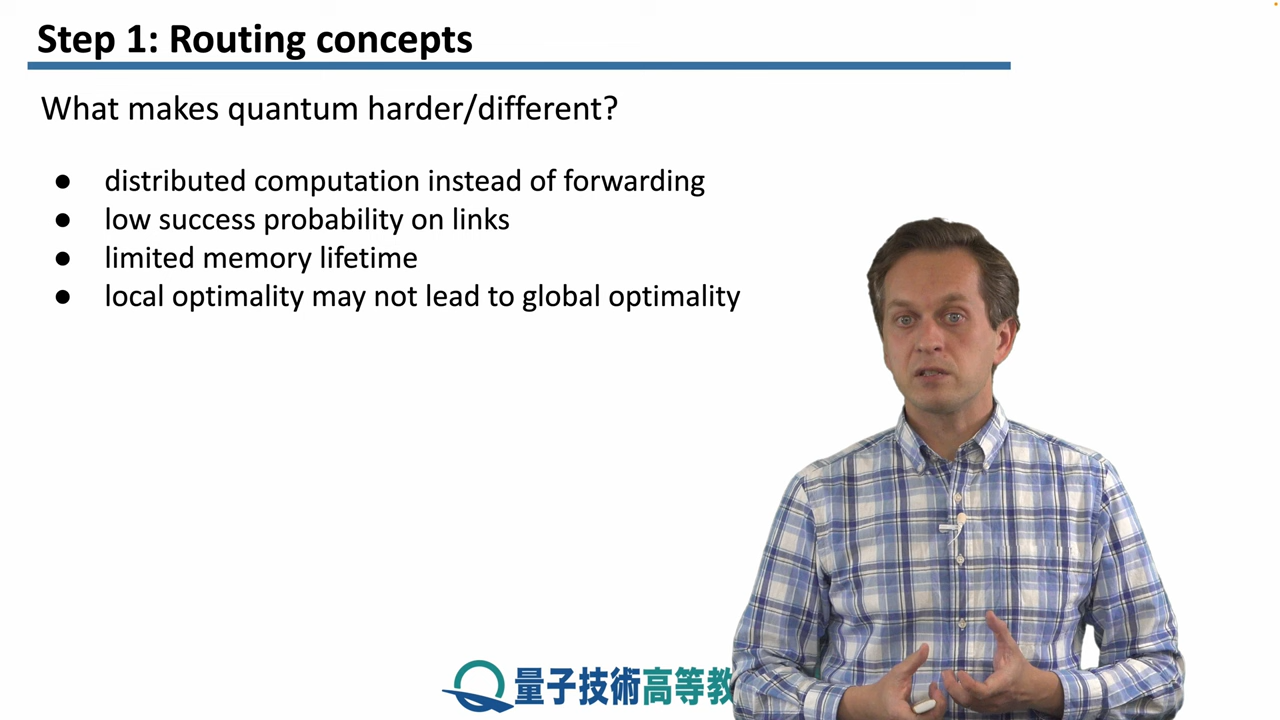 Step 1: Routing concepts
What makes quantum harder/different?
● distributed computation instead of forwarding
● low success probability on links
● limited memory lifetime
● local optimality may not lead to global optimality
量子技術高等教